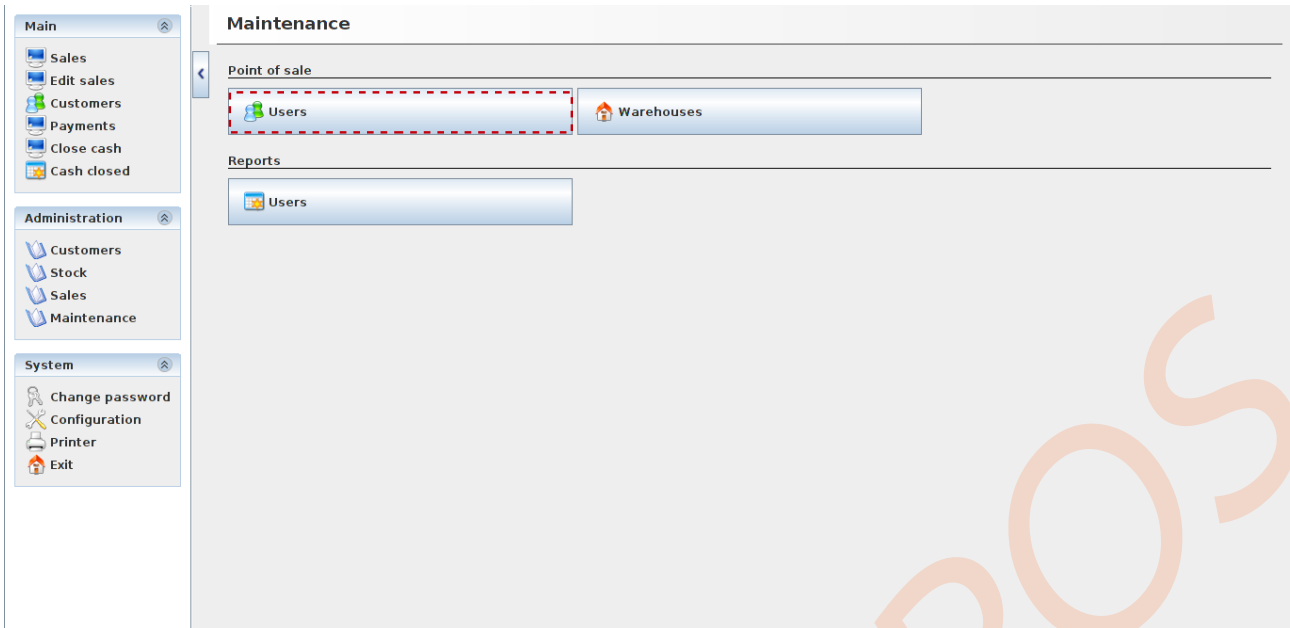 Main
Sales
Edit sales
Customers
Payments
Close cash
Cash closed
Administration
Customers
Stock
Sales
Maintenance
System
Change password
Configuration
Printer
Exit
Maintenance
Point of sale
Users
Warehouses
Reports
Users
POS